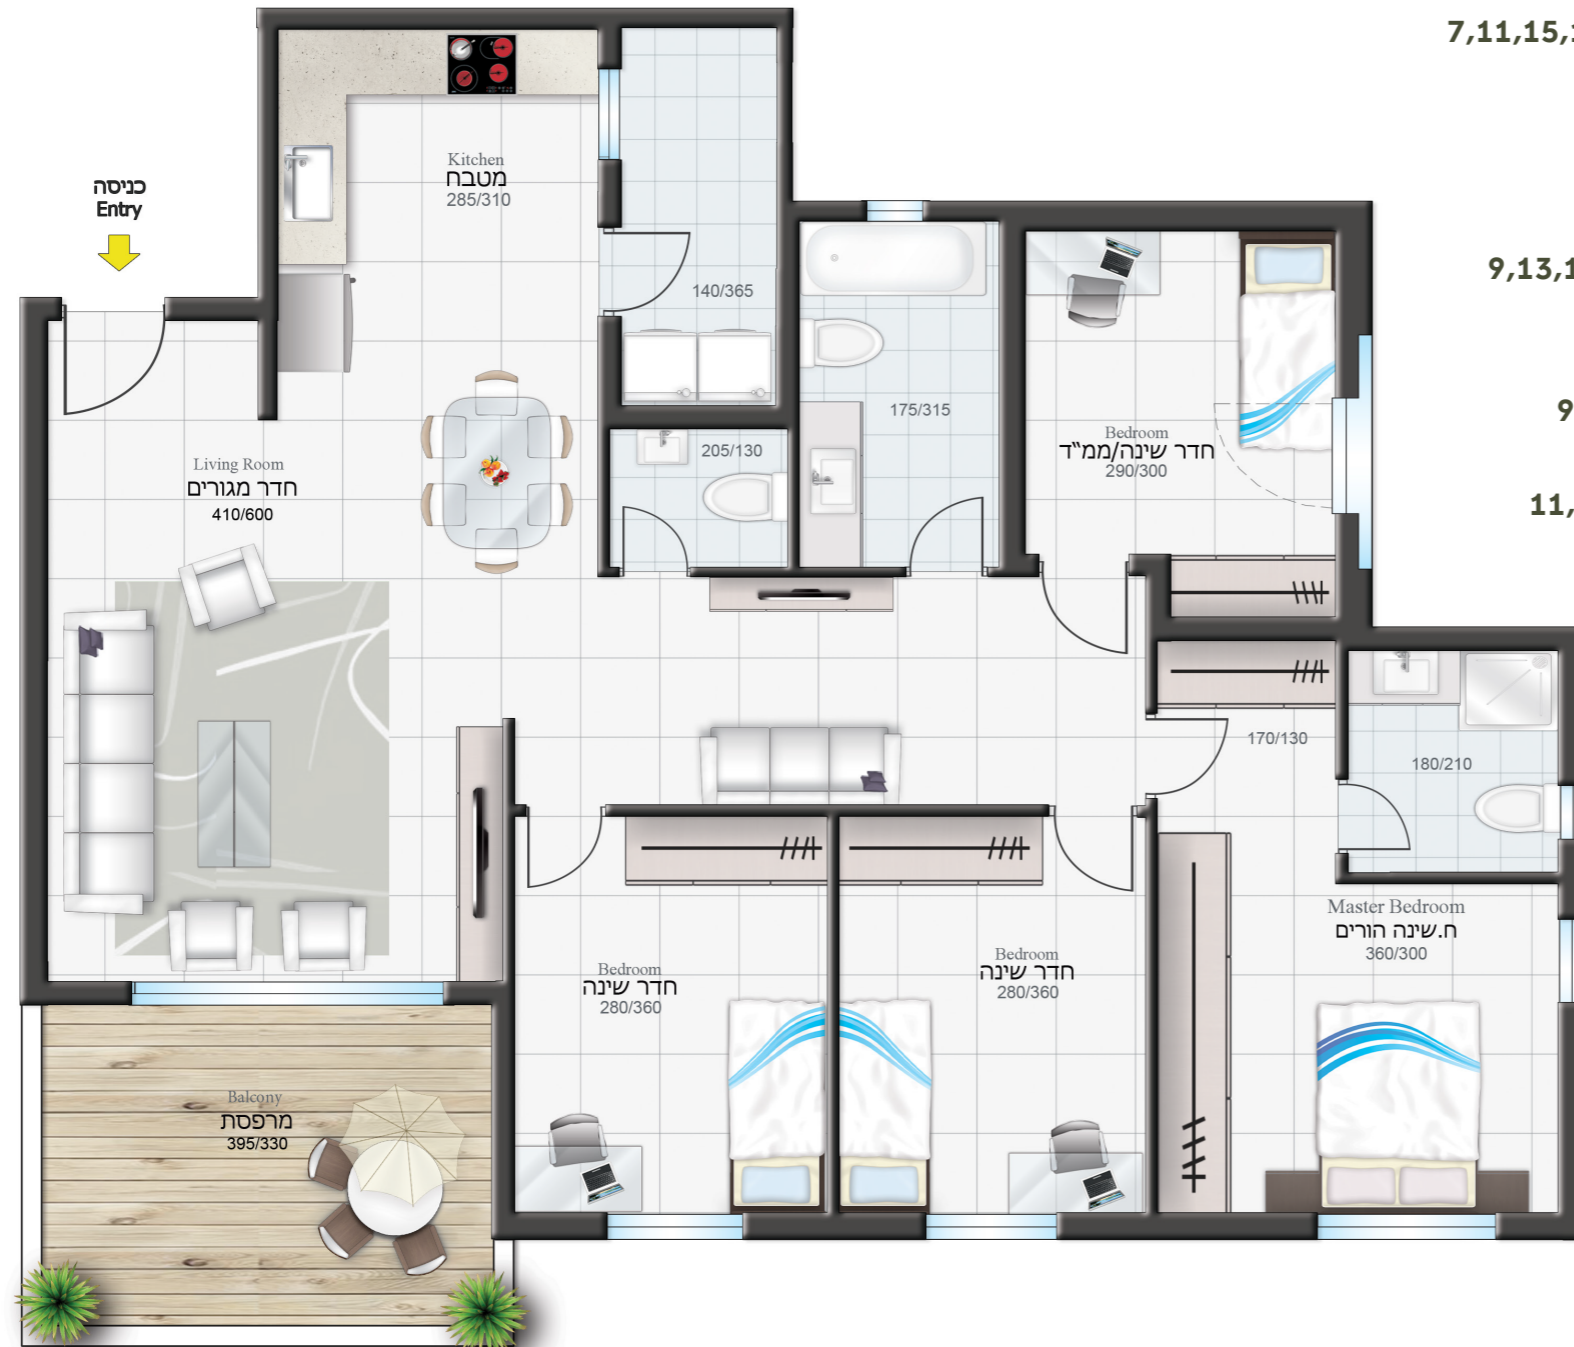 7,11,15,1
כניסה
Entry
Kitchen
מטבח
285/310
140/365
9,13,1
175/315
9
Bedroom
חדר שינה/ממ"ד
290/300
205/130
Living Room
חדר מגורים
410/600
11,
170/130
180/210
Master Bedroom
ח.שינה הורים
360/300
Bedroom
חדר שינה
280/360
Bedroom
חדר שינה
280/360
Balcony
מרפסת
395/330